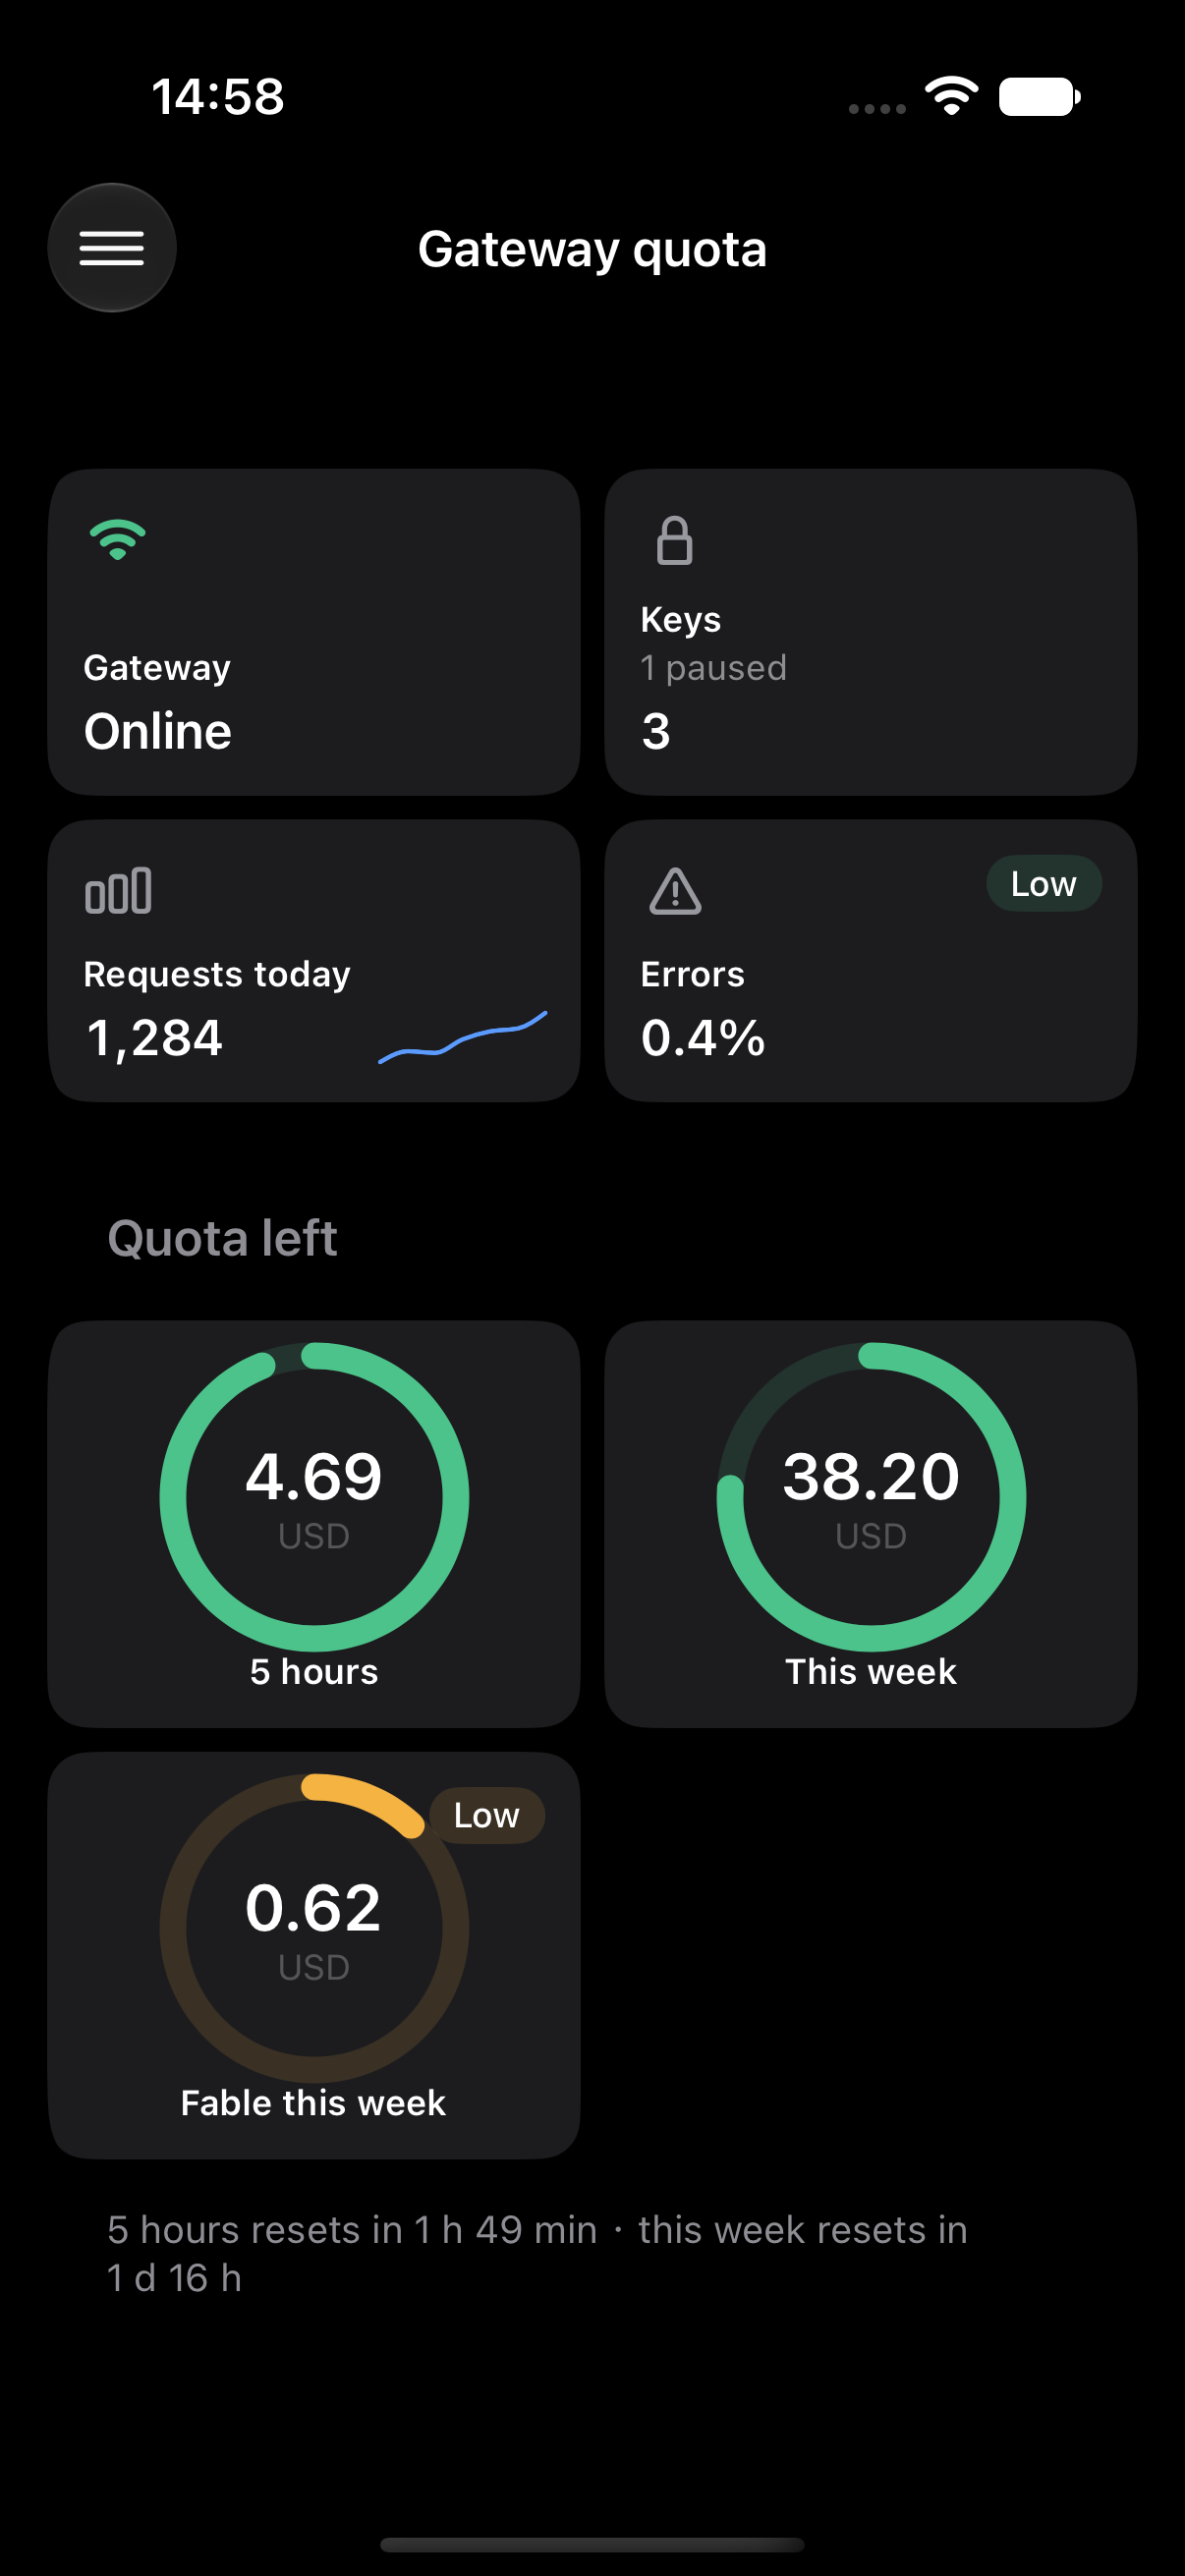 14:58
Gateway quota
Gateway
Online
Keys
1 paused
3
Requests today
1,284
Low
Errors
0.4%
Quota left
4.69
USD
5 hours
38.20
USD
This week
Low
0.62
USD
Fable this week
5 hours resets in 1 h 49 min · this week resets in
1 d 16 h